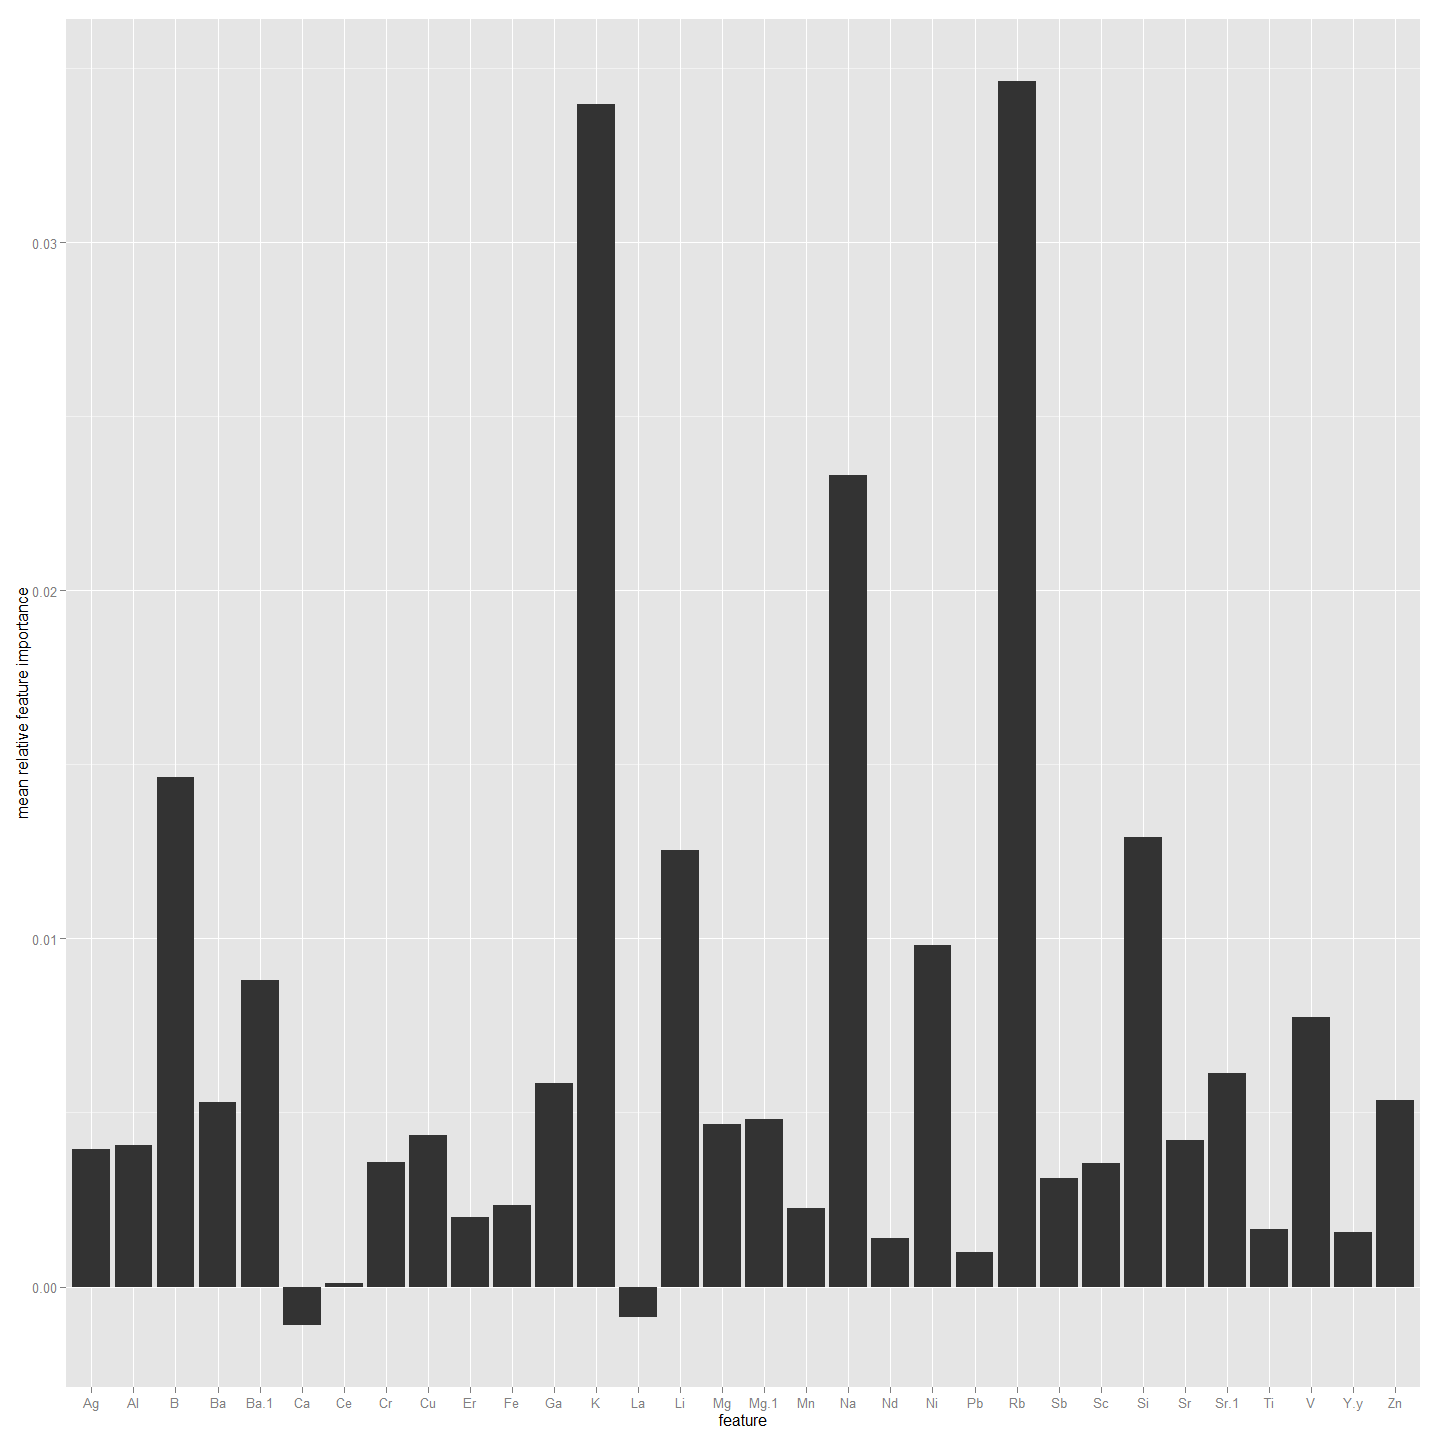 mean relative feature importance
0.03
0.02
0.01
0.00
Ag Al B Ba Ba.1 Ca Ce Cr Cu Er Fe Ga K La Li Mg Mg.1 Mn Na Nd Ni Pb Rb Sb Sc Si Sr Sr.1 Ti V Y.y Zn
feature